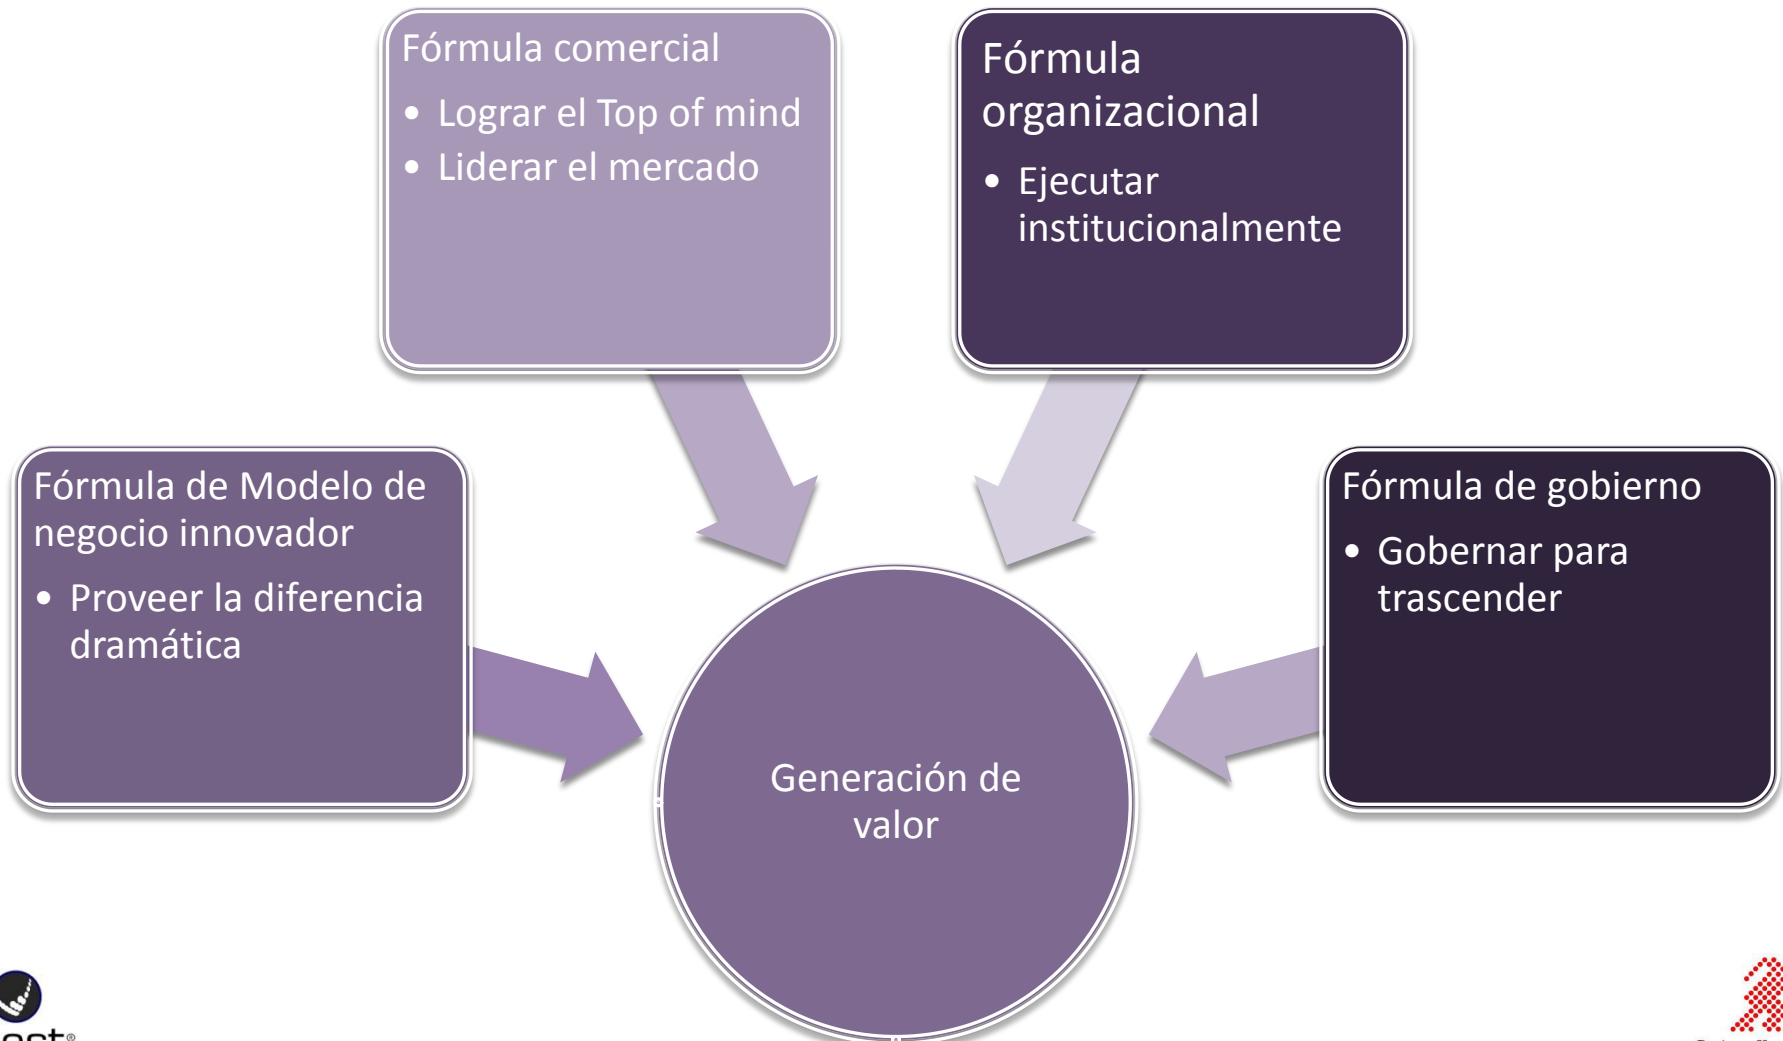 Fórmula comercial
• Lograr el Top of mind
• Liderar el mercado
Fórmula
organizacional
• Ejecutar
institucionalmente
Fórmula de Modelo de
negocio innovador
• Proveer la diferencia
dramática
Fórmula de gobierno
• Gobernar para
trascender
Generación de
valor